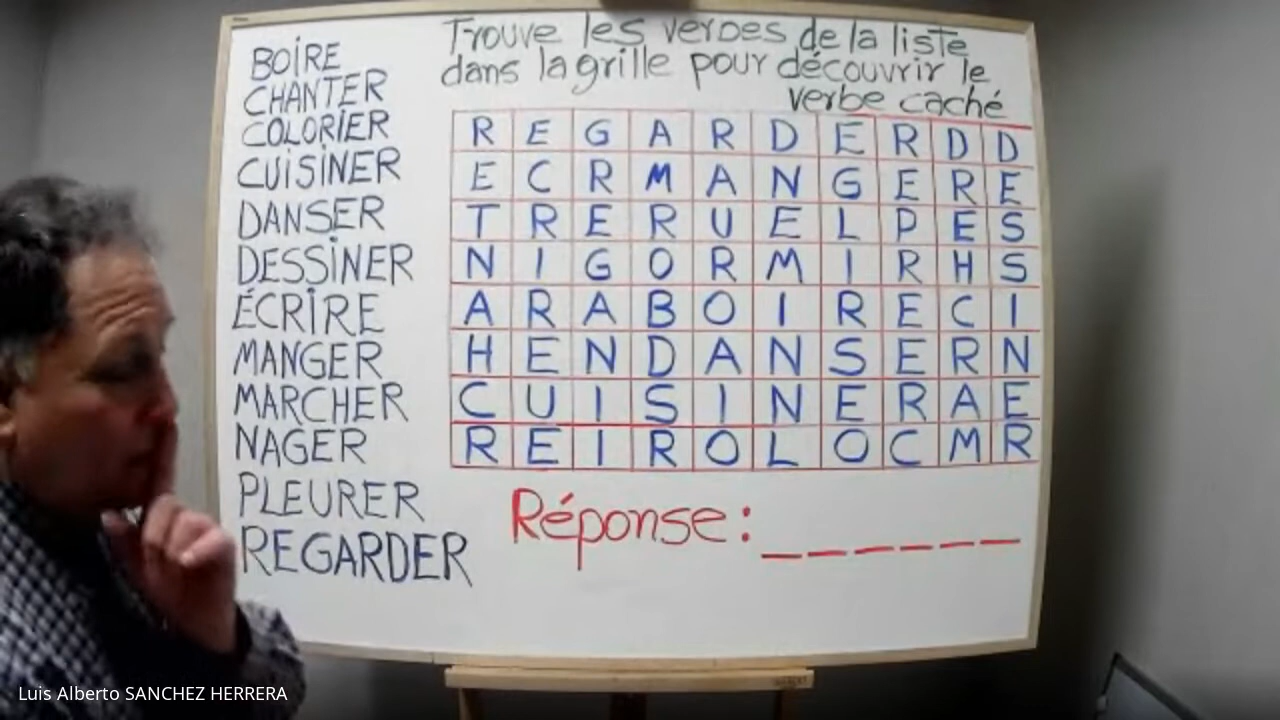 Trouve les verbes de la liste
dans la grille pour découvrir le
verbe caché
BOIRE
CHANTER
COLORIER
CUISINER
DANSER
DESSINER
ÉCRIRE
MANGER
MARCHER
NAGER
PLEURER
REGARDER
R E G A R D E R D D
E C R M A N G E R E
T R E R U E L P E S
N I G O R M I R H S
A R A B O I R E C I
H E N D A N S E R N
C U I S I N E R A E
R E I R O L O C M R
Réponse: _ _ _ _ _ _
Luis Alberto SANCHEZ HERRERA